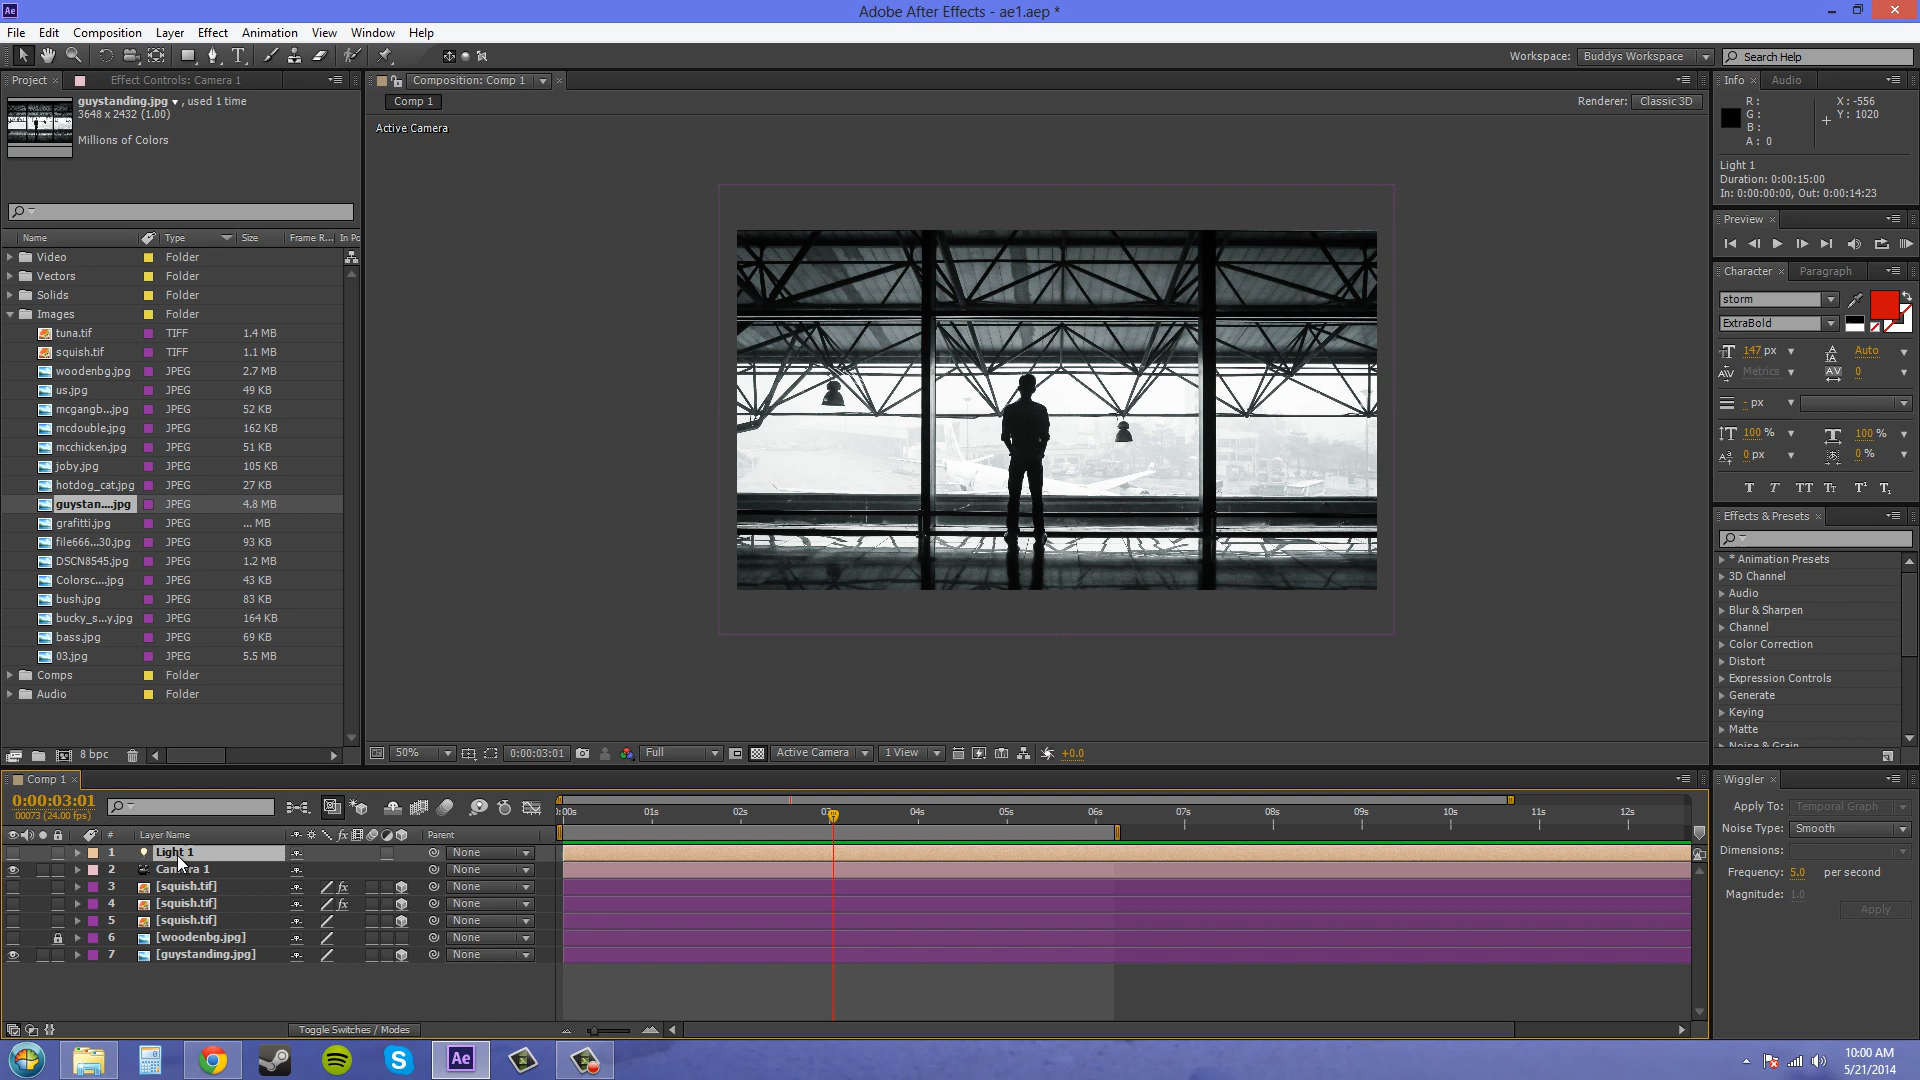 Ae
Adobe After Effects - ae1.aep *
File Edit Composition Layer Effect Animation View Window Help
Workspace: Buddys Workspace
Search Help
Project
Effect Controls: Camera 1
guystanding.jpg , used 1 time
3648 x 2432 (1.00)
Millions of Colors
Name Type Size Frame R... In Po
Video Folder
Vectors Folder
Solids Folder
Images Folder
tuna.tif TIFF 1.4 MB
squish.tif TIFF 1.1 MB
woodenbg.jpg JPEG 2.7 MB
us.jpg JPEG 49 KB
mcgangb...jpg JPEG 52 KB
mcdouble.jpg JPEG 162 KB
mcchicken.jpg JPEG 51 KB
joby.jpg JPEG 105 KB
hotdog_cat.jpg JPEG 27 KB
guystan....jpg JPEG 4.8 MB
grafitti.jpg JPEG ... MB
file666...30.jpg JPEG 93 KB
DSCN8545.jpg JPEG 1.2 MB
Colorsc....jpg JPEG 43 KB
bush.jpg JPEG 83 KB
bucky_s...y.jpg JPEG 164 KB
bass.jpg JPEG 69 KB
03.jpg JPEG 5.5 MB
Comps Folder
Audio Folder
8 bpc
Composition: Comp 1
Comp 1
Renderer: Classic 3D
Active Camera
50% 0:00:03:01 Full Active Camera 1 View +0.0
Info Audio
R :
G :
B :
A : 0
X : -556
Y : 1020
Light 1
Duration: 0:00:15:00
In: 0:00:00:00, Out: 0:00:14:23
Preview
Character Paragraph
storm
ExtraBold
147 px Auto
Metrics 0
- px
100 % 100 %
0 px 0 %
T T TT Tt T¹ T₁
Effects & Presets
* Animation Presets
3D Channel
Audio
Blur & Sharpen
Channel
Color Correction
Distort
Expression Controls
Generate
Keying
Matte
Noise & Grain
Comp 1
0:00:03:01
00073 (24.00 fps)
# Layer Name Parent
1 Light 1 None
2 Camera 1 None
3 [squish.tif] fx None
4 [squish.tif] fx None
5 [squish.tif] None
6 [woodenbg.jpg] None
7 [guystanding.jpg] None
:00s 01s 02s 04s 05s 06s 07s 08s 09s 10s 11s 12s
Toggle Switches / Modes
Wiggler
Apply To: Temporal Graph
Noise Type: Smooth
Dimensions:
Frequency: 5.0 per second
Magnitude: 1.0
Apply
Ae
10:00 AM
5/21/2014